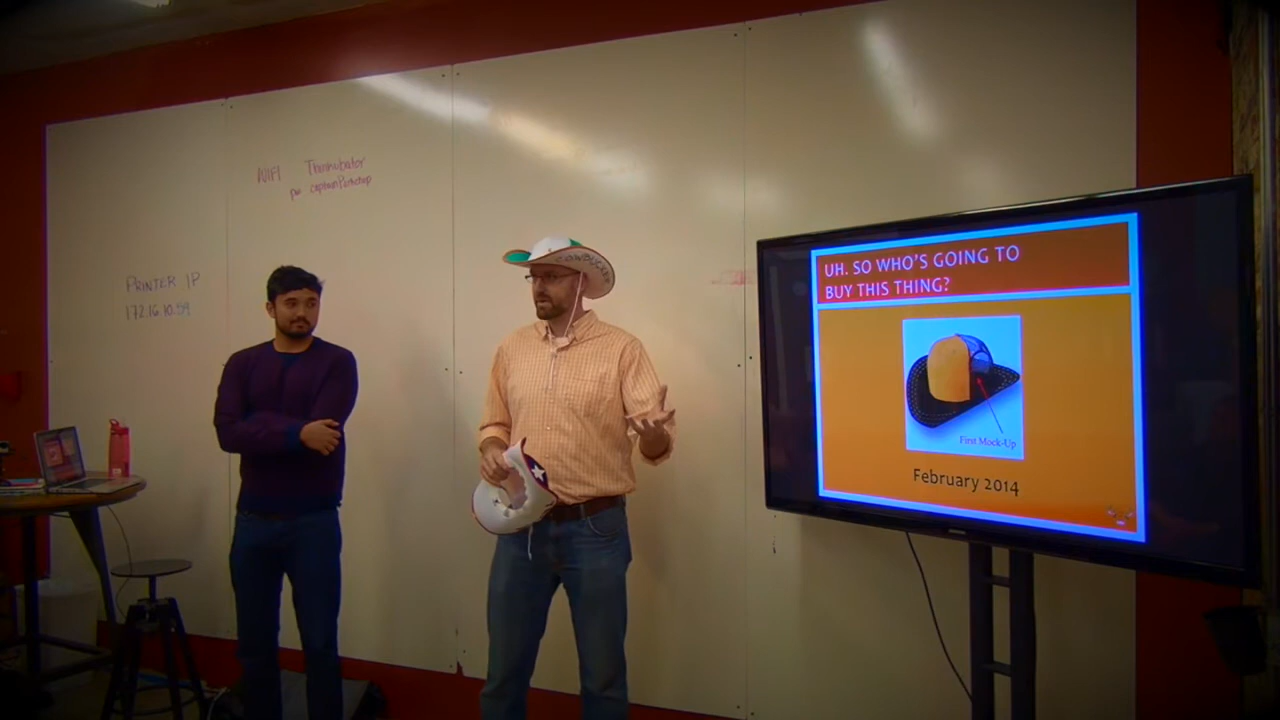 WIFI Thinkubator
pw captainPorkchop
PRINTER IP
172.16.10.59
UH. SO WHO'S GOING TO
BUY THIS THING?
First Mock-Up
February 2014